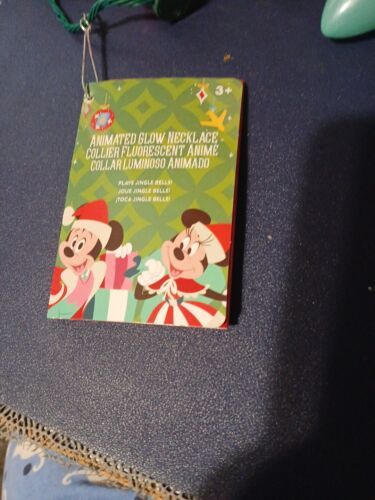 3+
ANIMATED GLOW NECKLACE
COLLIER FLUORESCENT ANIMÉ
COLLAR LUMINOSO ANIMADO
PLAYS JINGLE BELLS!
JOUE JINGLE BELLS!
¡TOCA JINGLE BELLS!